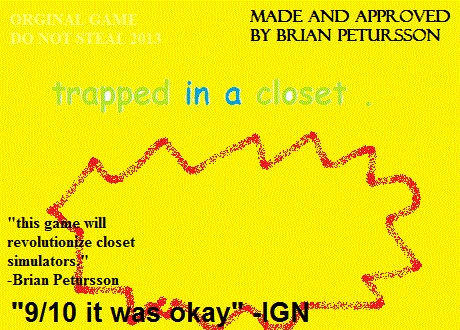 ORGINAL GAME
DO NOT STEAL 2013
MADE AND APPROVED
BY BRIAN PETURSSON
trapped in a closet .
"this game will
revolutionize closet
simulators."
-Brian Petursson
"9/10 it was okay" -IGN